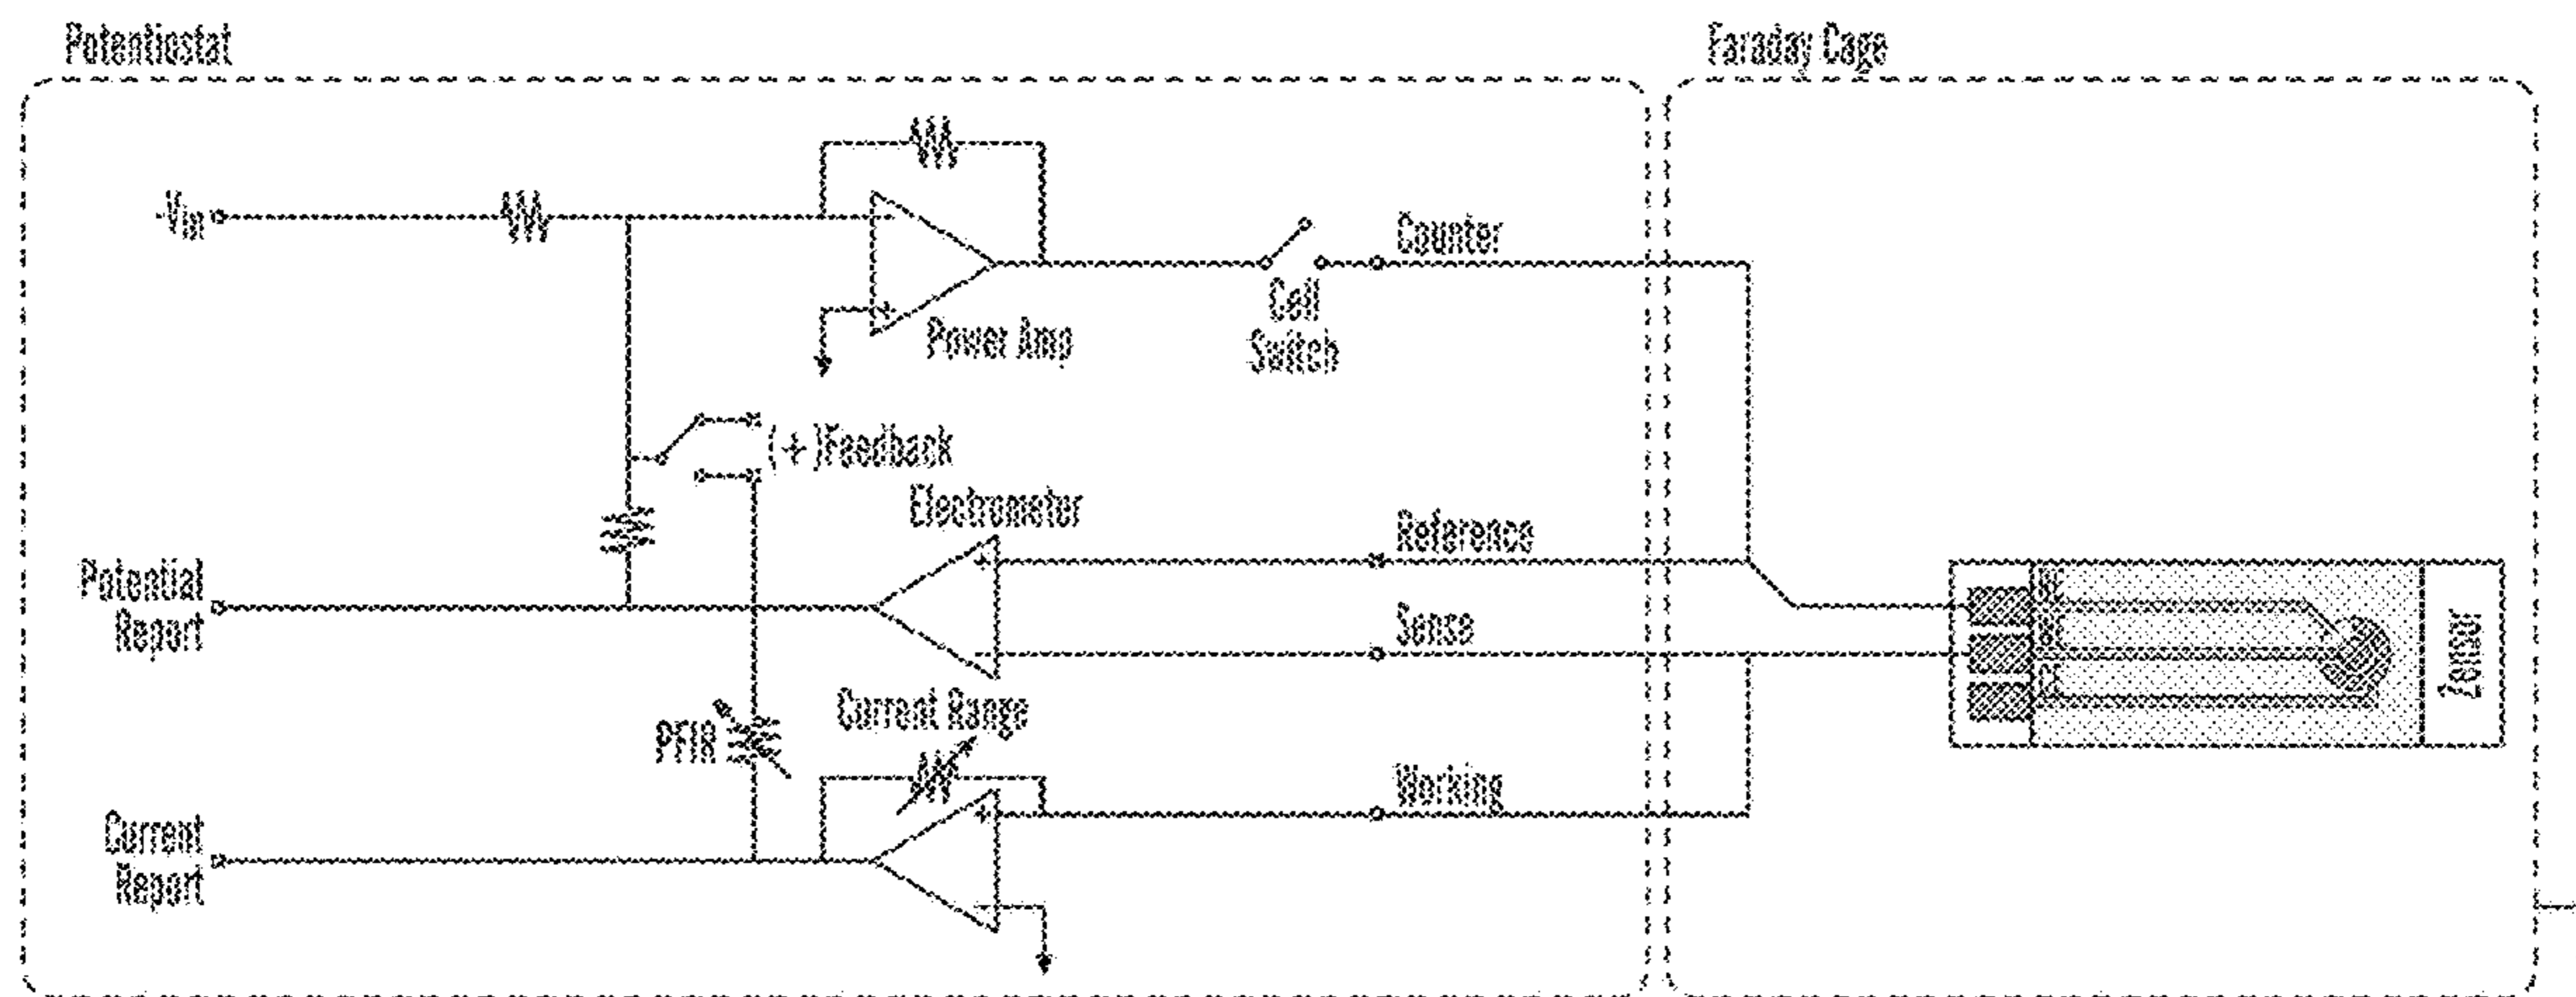 Potentiostat
Faraday Cage
-Vin
Power Amp
Counter
Cell
Switch
(+)Feedback
Electrometer
Reference
Potential
Report
Sense
Current Range
PFIR
Working
Current
Report
Zensor